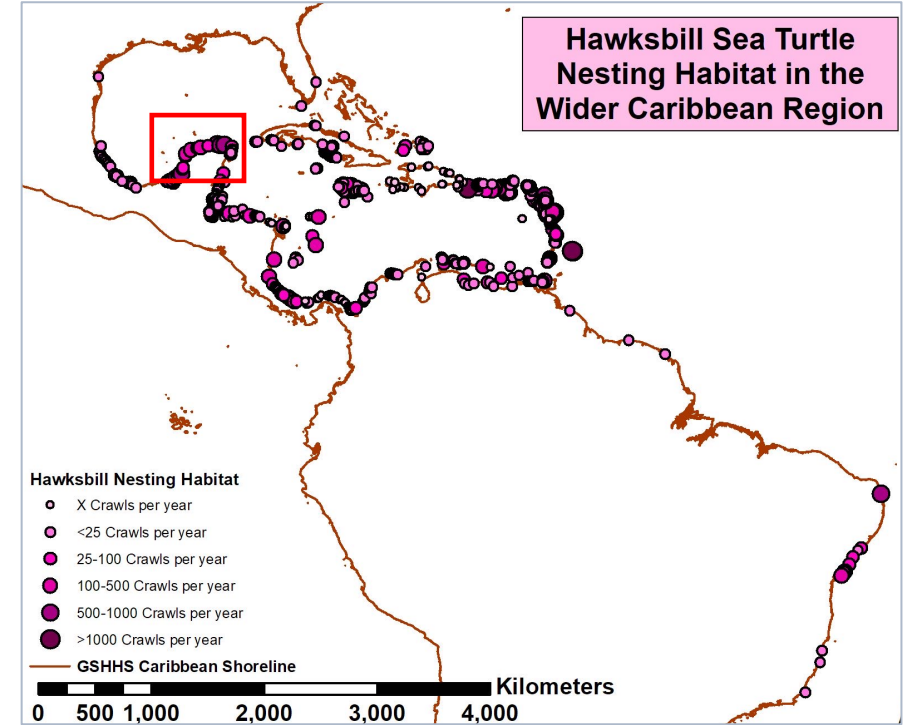 Hawksbill Sea Turtle
Nesting Habitat in the
Wider Caribbean Region
Hawksbill Nesting Habitat
X Crawls per year
<25 Crawls per year
25-100 Crawls per year
100-500 Crawls per year
500-1000 Crawls per year
>1000 Crawls per year
GSHHS Caribbean Shoreline
Kilometers
0 500 1,000 2,000 3,000 4,000